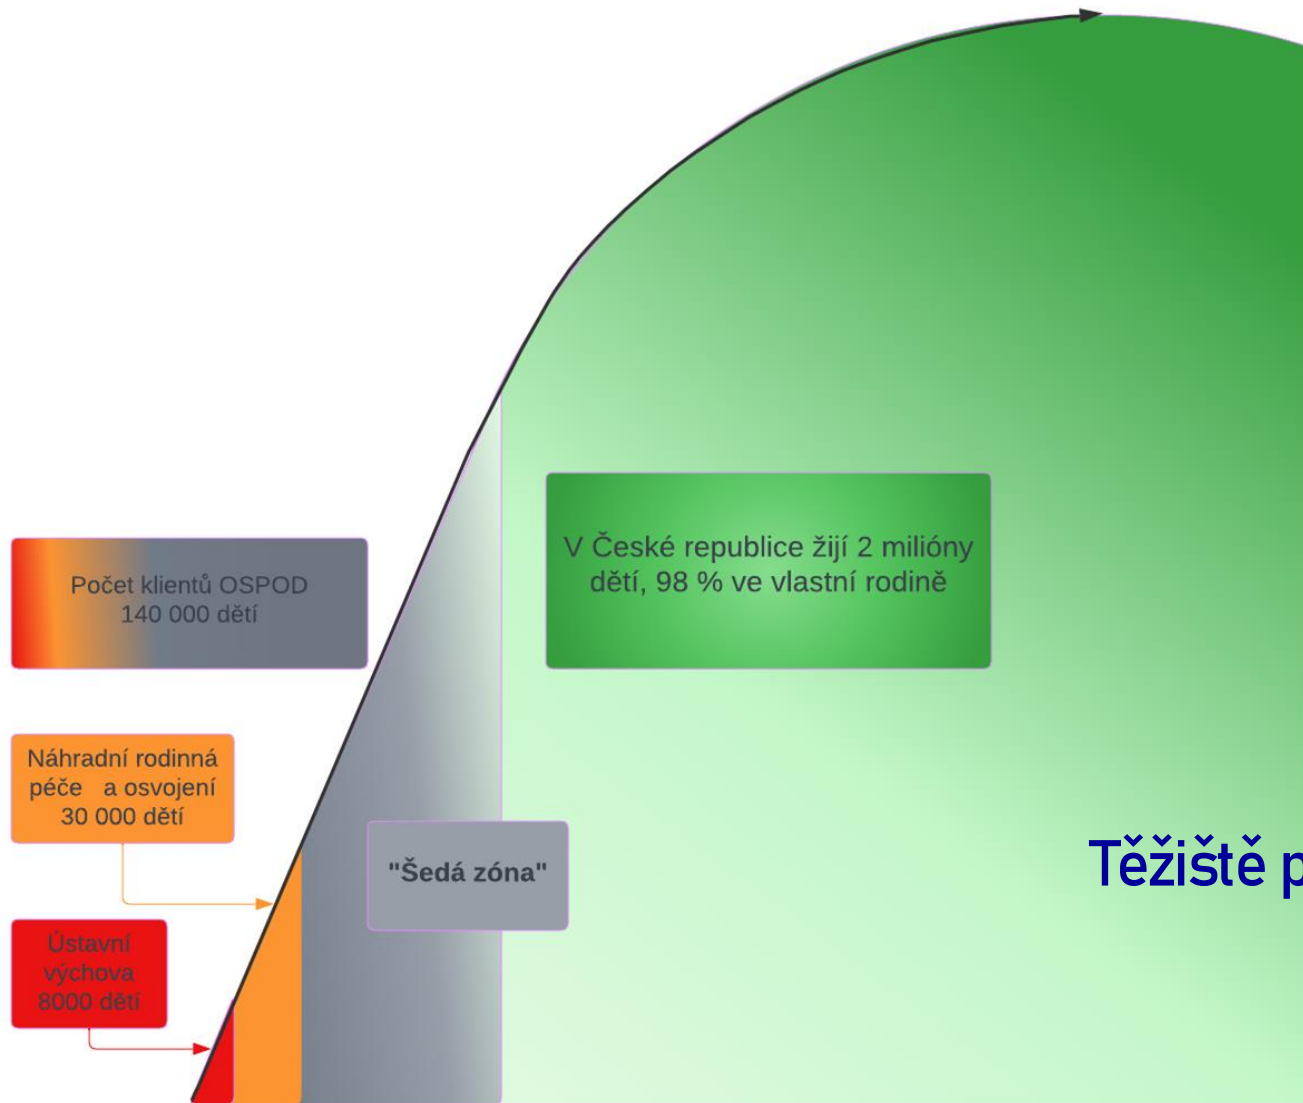 V České republice žijí 2 milióny
dětí, 98 % ve vlastní rodině
Počet klientů OSPOD
140 000 dětí
Náhradní rodinná
péče a osvojení
30 000 dětí
"Šedá zóna"
Těžiště p
Ústavní
výchova
8000 dětí